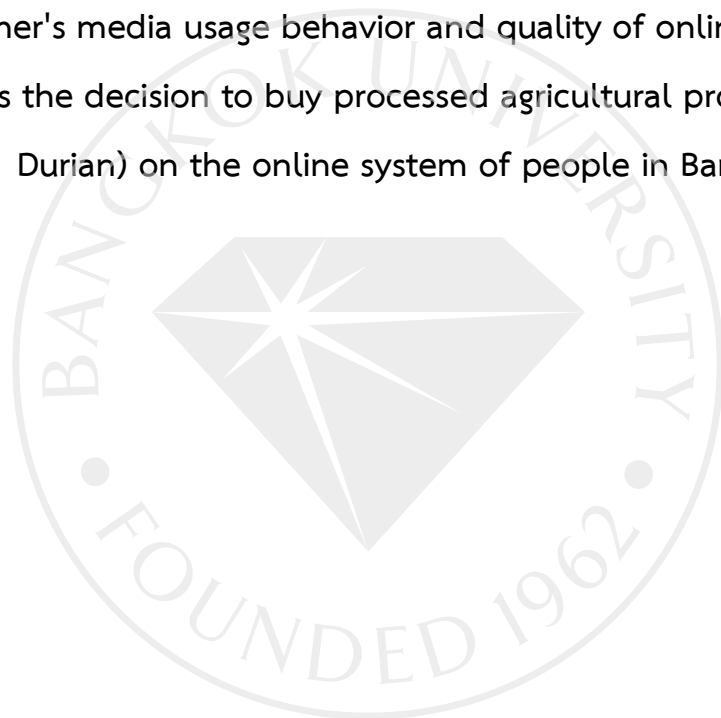 ner's media usage behavior and quality of onlin
s the decision to buy processed agricultural pro
Durian) on the online system of people in Ban
BANGKOK UNIVERSITY
FOUNDED 1962